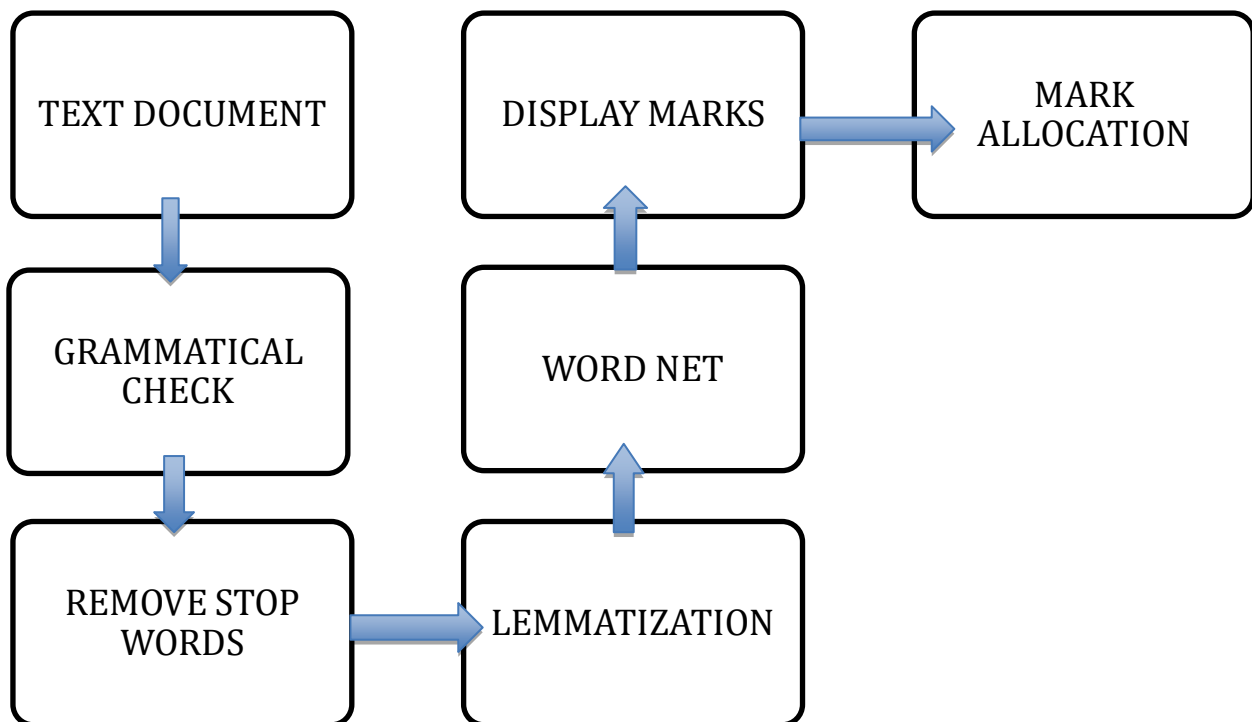 TEXT DOCUMENT
GRAMMATICAL
CHECK
REMOVE STOP
WORDS
LEMMATIZATION
WORD NET
DISPLAY MARKS
MARK
ALLOCATION